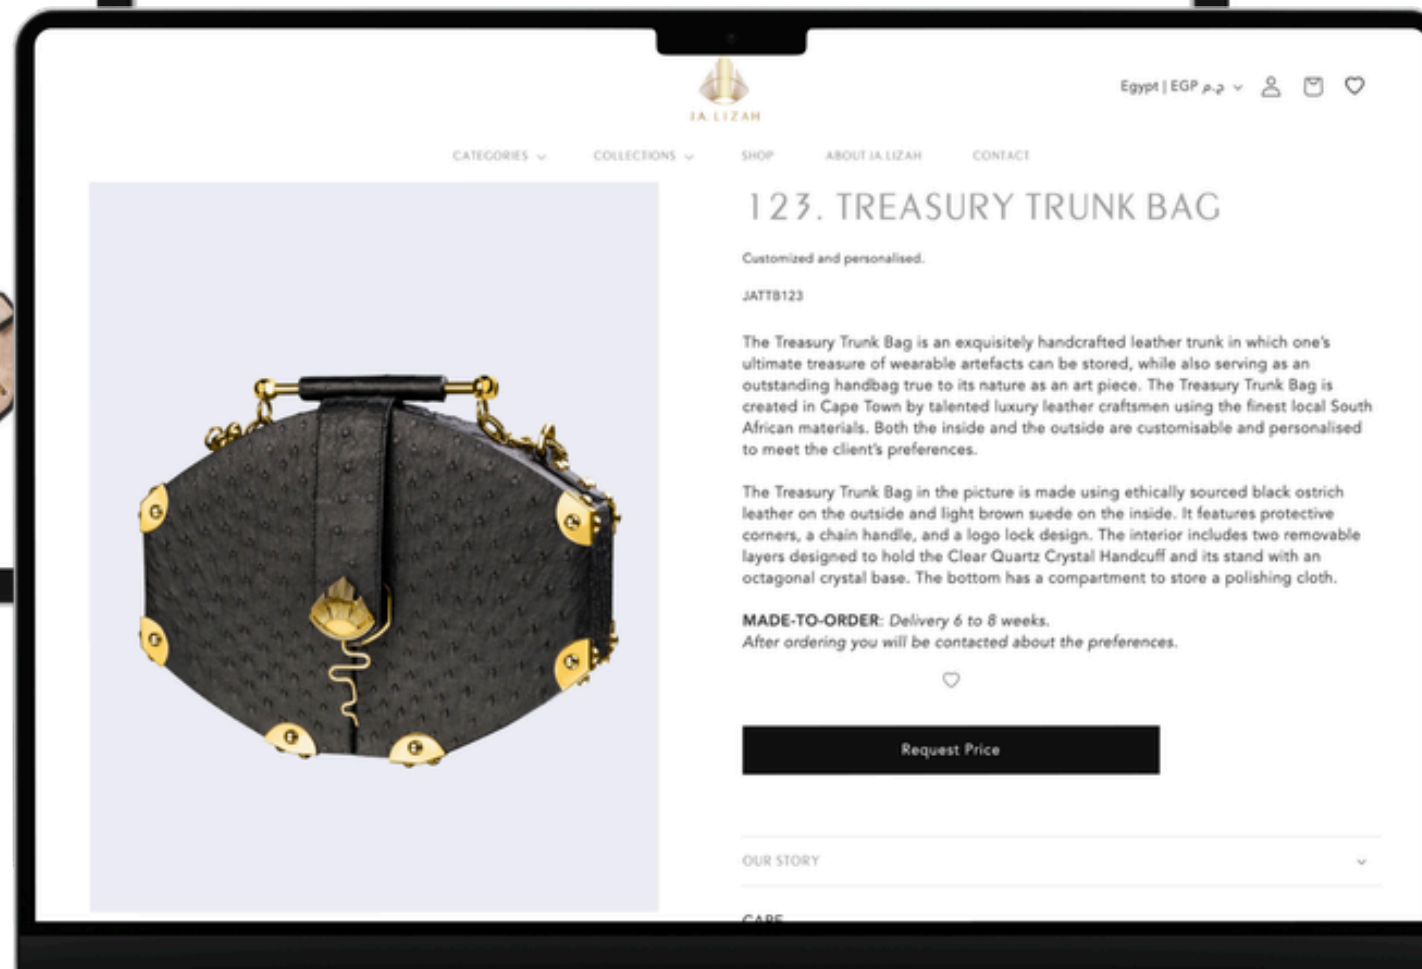 JA.LIZAH
Egypt | EGP ج.م
CATEGORIES
COLLECTIONS
SHOP
ABOUT JA.LIZAH
CONTACT
123. TREASURY TRUNK BAG
Customized and personalised.
JATTB123
The Treasury Trunk Bag is an exquisitely handcrafted leather trunk in which one's
ultimate treasure of wearable artefacts can be stored, while also serving as an
outstanding handbag true to its nature as an art piece. The Treasury Trunk Bag is
created in Cape Town by talented luxury leather craftsmen using the finest local South
African materials. Both the inside and the outside are customisable and personalised
to meet the client's preferences.
The Treasury Trunk Bag in the picture is made using ethically sourced black ostrich
leather on the outside and light brown suede on the inside. It features protective
corners, a chain handle, and a logo lock design. The interior includes two removable
layers designed to hold the Clear Quartz Crystal Handcuff and its stand with an
octagonal crystal base. The bottom has a compartment to store a polishing cloth.
MADE-TO-ORDER: Delivery 6 to 8 weeks.
After ordering you will be contacted about the preferences.
Request Price
OUR STORY
CARE